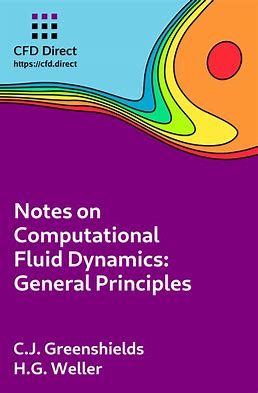 CFD Direct
https://cfd.direct
Notes on
Computational
Fluid Dynamics:
General Principles
C.J. Greenshields
H.G. Weller